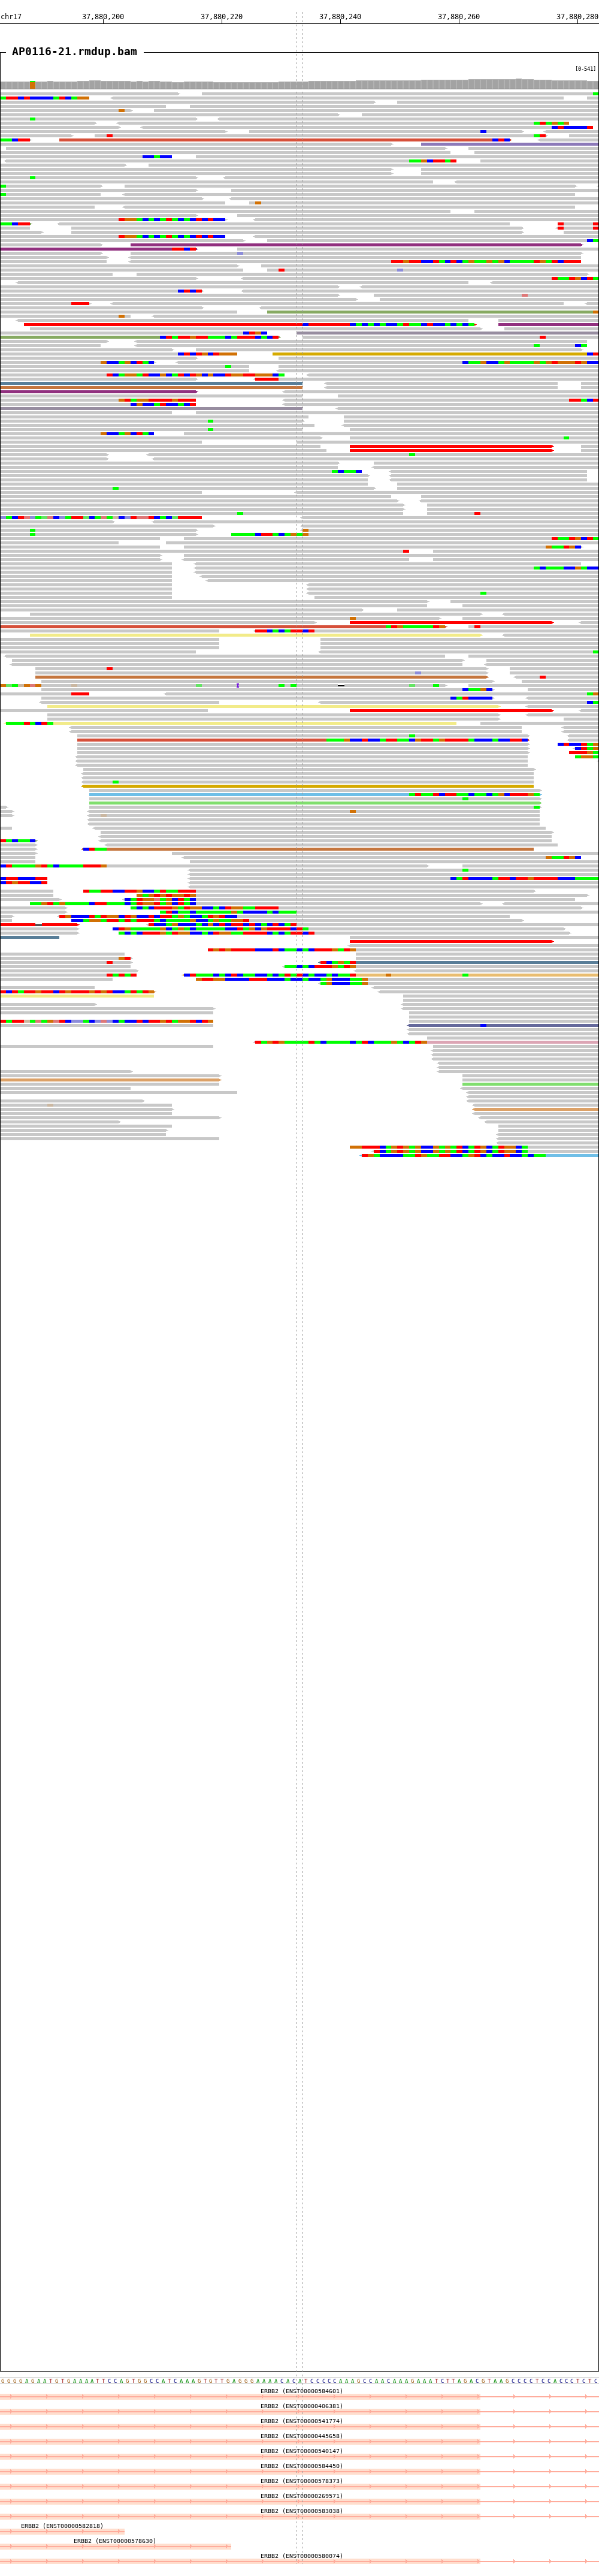 chr17
37,880,200 37,880,220 37,880,240 37,880,260 37,880,280
AP0116-21.rmdup.bam
[0-541]
GGGGAGAATGTGAAAATTCCAGTGGCCATCAAAGTGTTGAGGGAAAACACATCCCCCAAAGCCAACAAAGAAATCTTAGACGTAAGCCCCTCCACCCTCTC
ERBB2 (ENST00000584601)
ERBB2 (ENST00000406381)
ERBB2 (ENST00000541774)
ERBB2 (ENST00000445658)
ERBB2 (ENST00000540147)
ERBB2 (ENST00000584450)
ERBB2 (ENST00000578373)
ERBB2 (ENST00000269571)
ERBB2 (ENST00000583038)
ERBB2 (ENST00000582818)
ERBB2 (ENST00000578630)
ERBB2 (ENST00000580074)